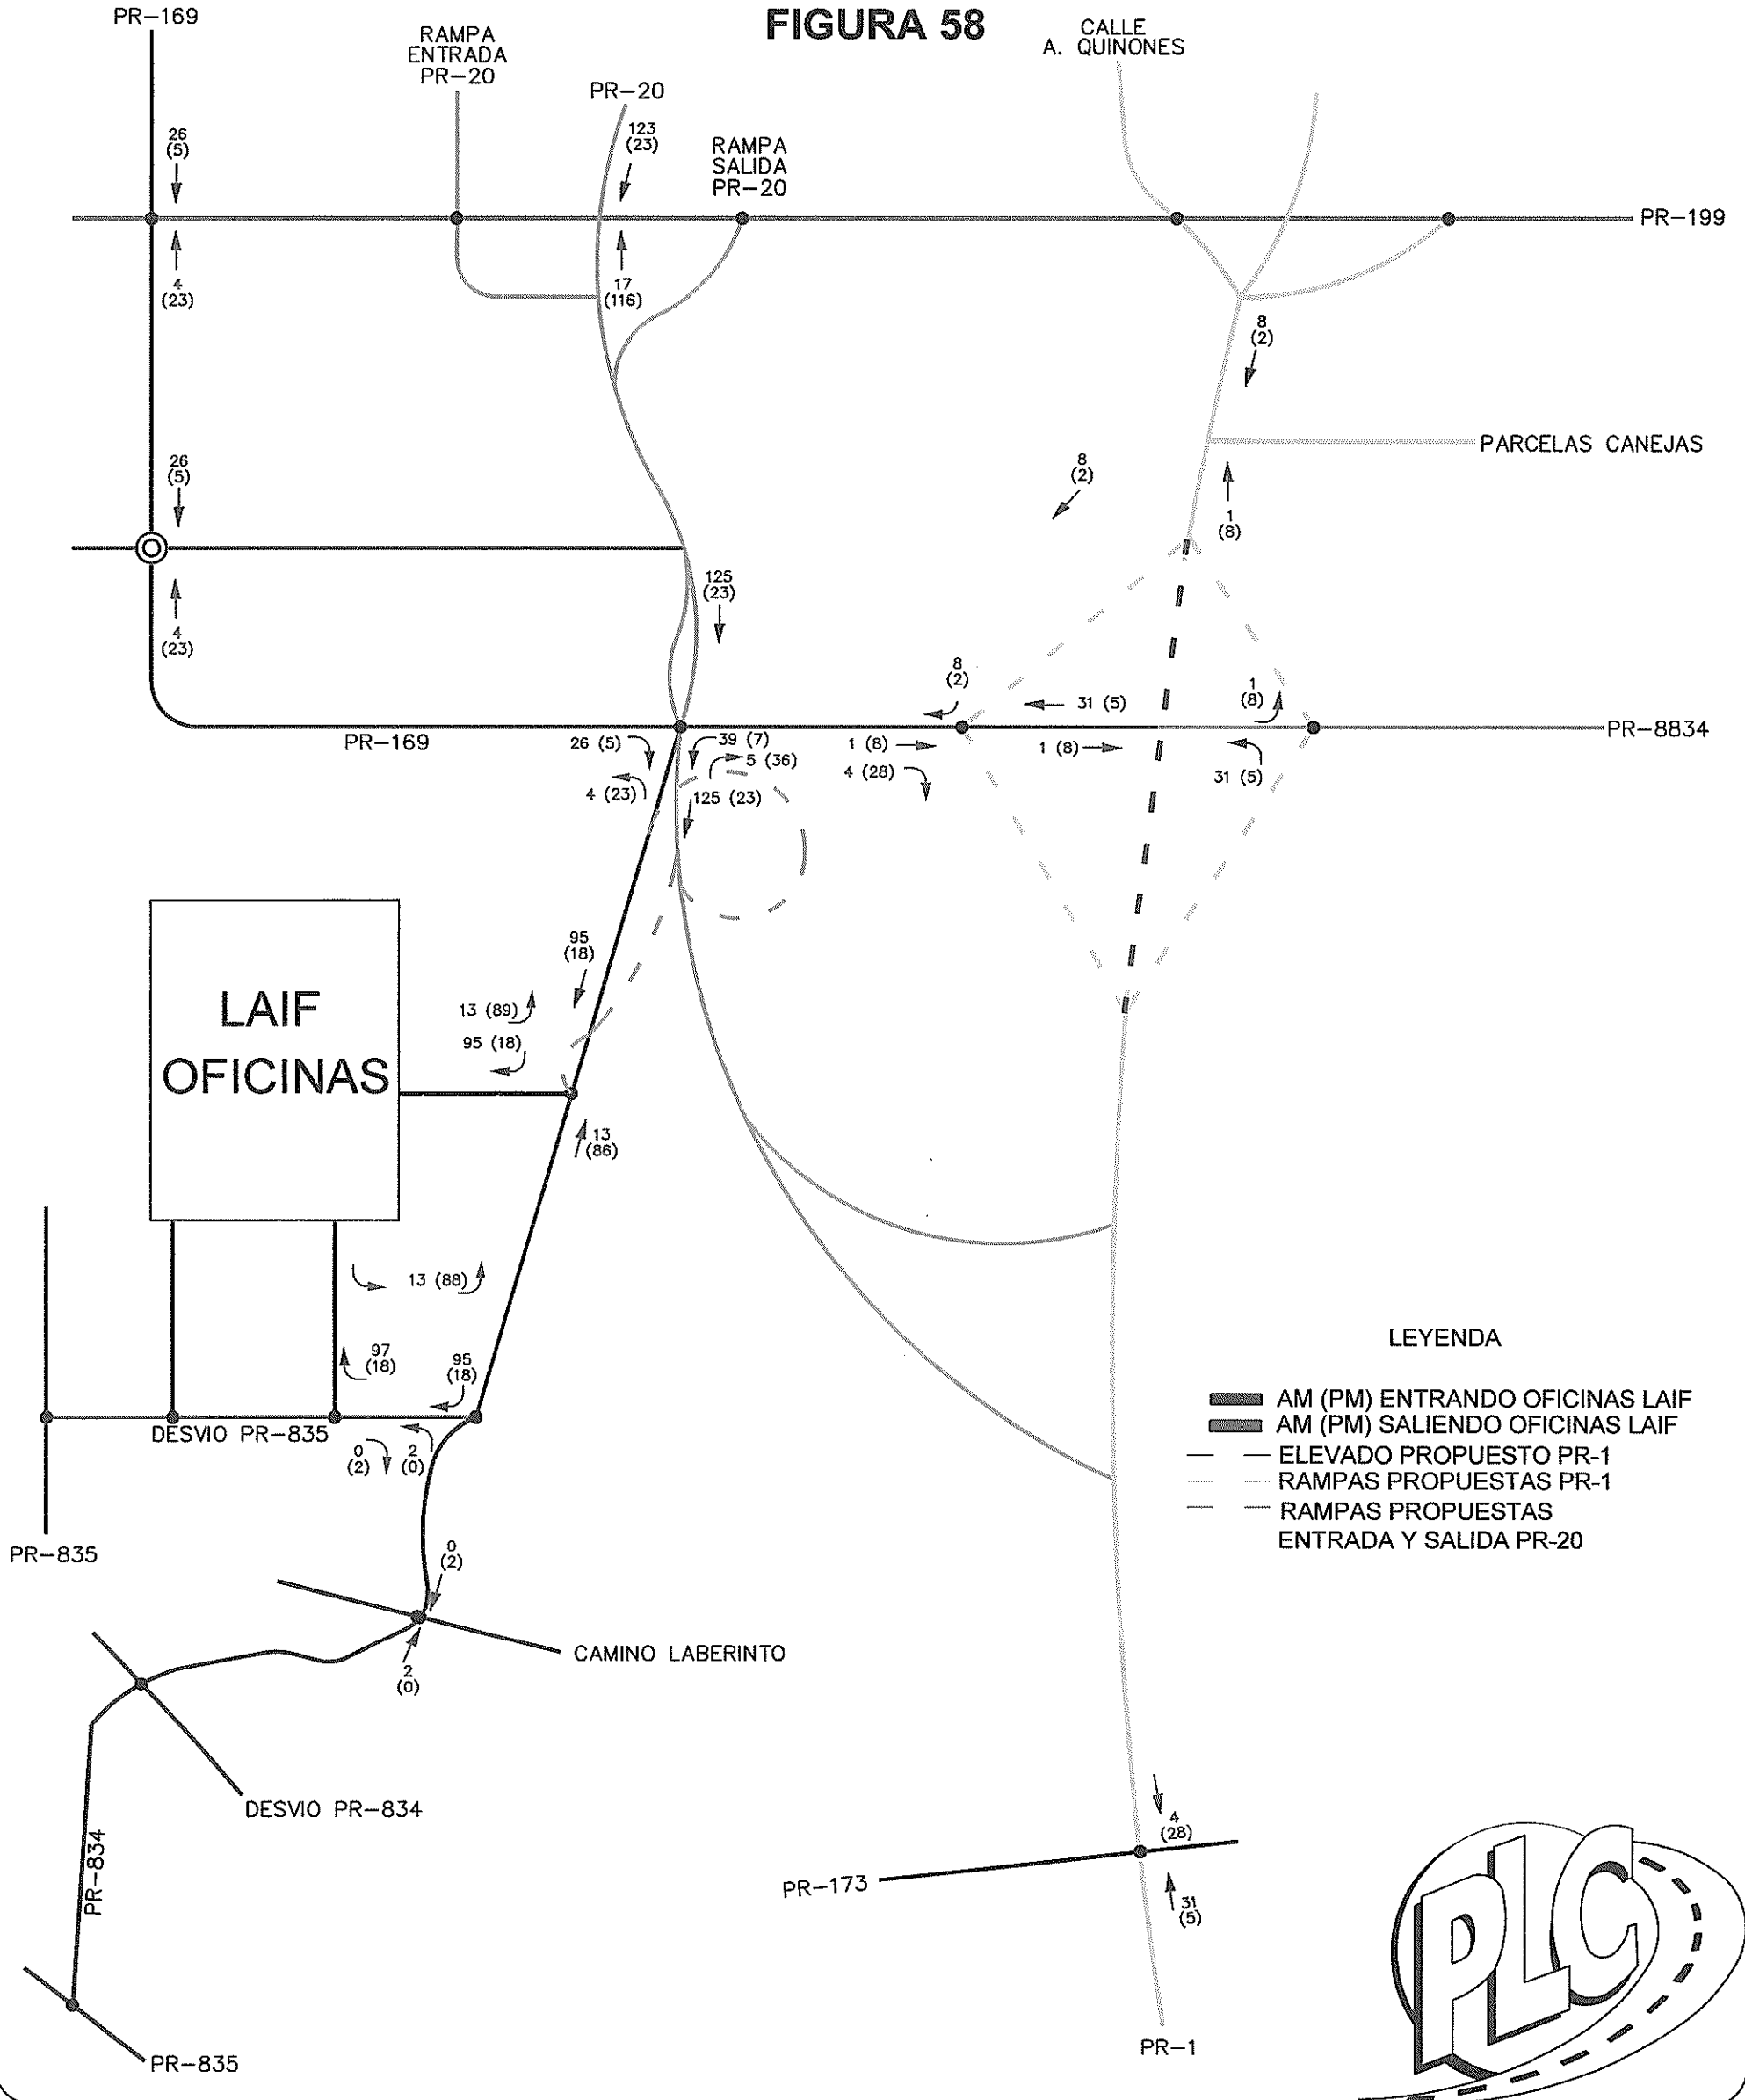 FIGURA 58
PR-169
RAMPA
ENTRADA
PR-20
PR-20
CALLE
A. QUINONES
26
(5)
123
(23)
RAMPA
SALIDA
PR-20
PR-199
4
(23)
17
(116)
8
(2)
PARCELAS CANEJAS
26
(5)
8
(2)
1
(8)
4
(23)
125
(23)
8
(2)
31 (5)
1
(8)
PR-8834
PR-169
26 (5)
39 (7)
5 (36)
1 (8)
1 (8)
4 (28)
31 (5)
4 (23)
125 (23)
LAIF
OFICINAS
95
(18)
13 (89)
95 (18)
13
(86)
13 (88)
97
(18)
95
(18)
DESVIO PR-835
0
(2)
2
(0)
PR-835
LEYENDA
AM (PM) ENTRANDO OFICINAS LAIF
AM (PM) SALIENDO OFICINAS LAIF
ELEVADO PROPUESTO PR-1
RAMPAS PROPUESTAS PR-1
RAMPAS PROPUESTAS
ENTRADA Y SALIDA PR-20
0
(2)
CAMINO LABERINTO
2
(0)
DESVIO PR-834
PR-834
4
(28)
PR-173
31
(5)
PR-835
PR-1
PLC